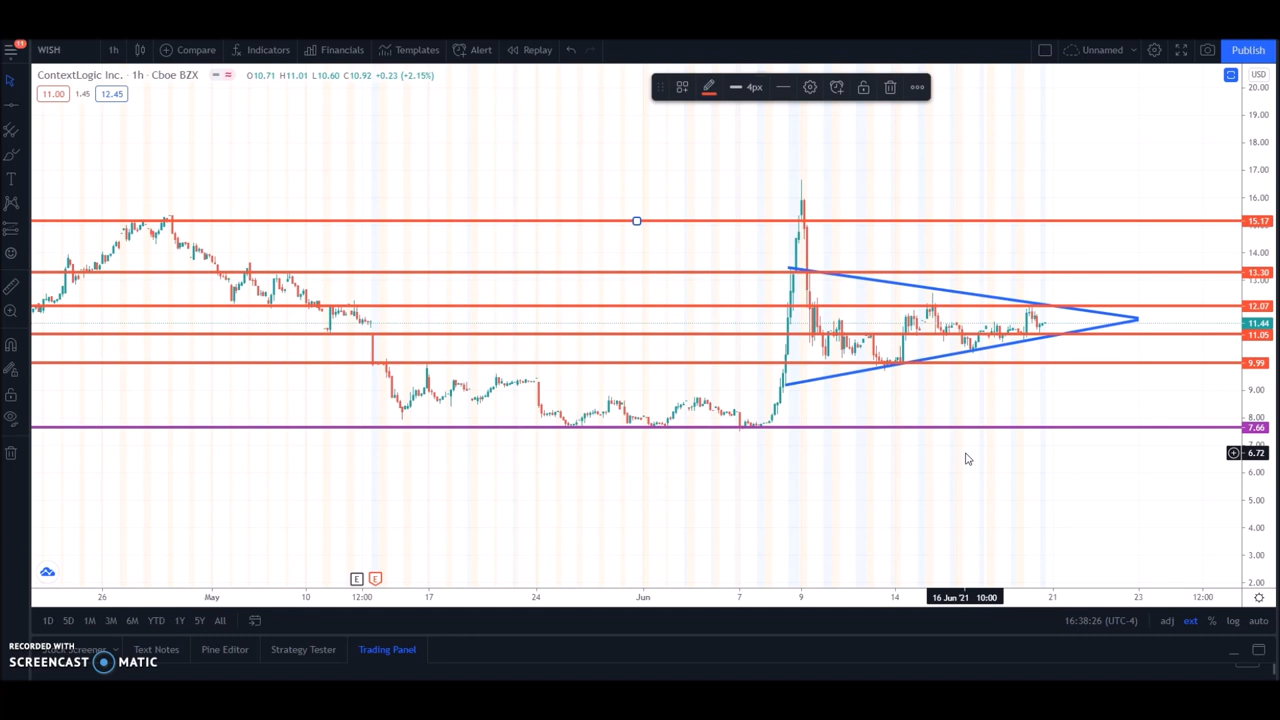 11
WISH 1h Compare Indicators Financials Templates Alert Replay Unnamed Publish
ContextLogic Inc. · 1h · Cboe BZX O10.71 H11.01 L10.60 C10.92 +0.23 (+2.15%)
11.00 1.45 12.45
4px
USD
20.00
19.00
18.00
17.00
16.00
15.17
14.00
13.30
13.00
12.07
11.44
11.05
9.99
9.00
8.00
7.66
6.72
6.00
5.00
4.00
3.00
2.00
E E
26 May 10 12:00 17 24 Jun 7 9 14 16 Jun '21 10:00 21 23 12:00
1D 5D 1M 3M 6M YTD 1Y 5Y All 16:38:26 (UTC-4) adj ext % log auto
RECORDED WITH
SCREENCAST MATIC
Text Notes Pine Editor Strategy Tester Trading Panel